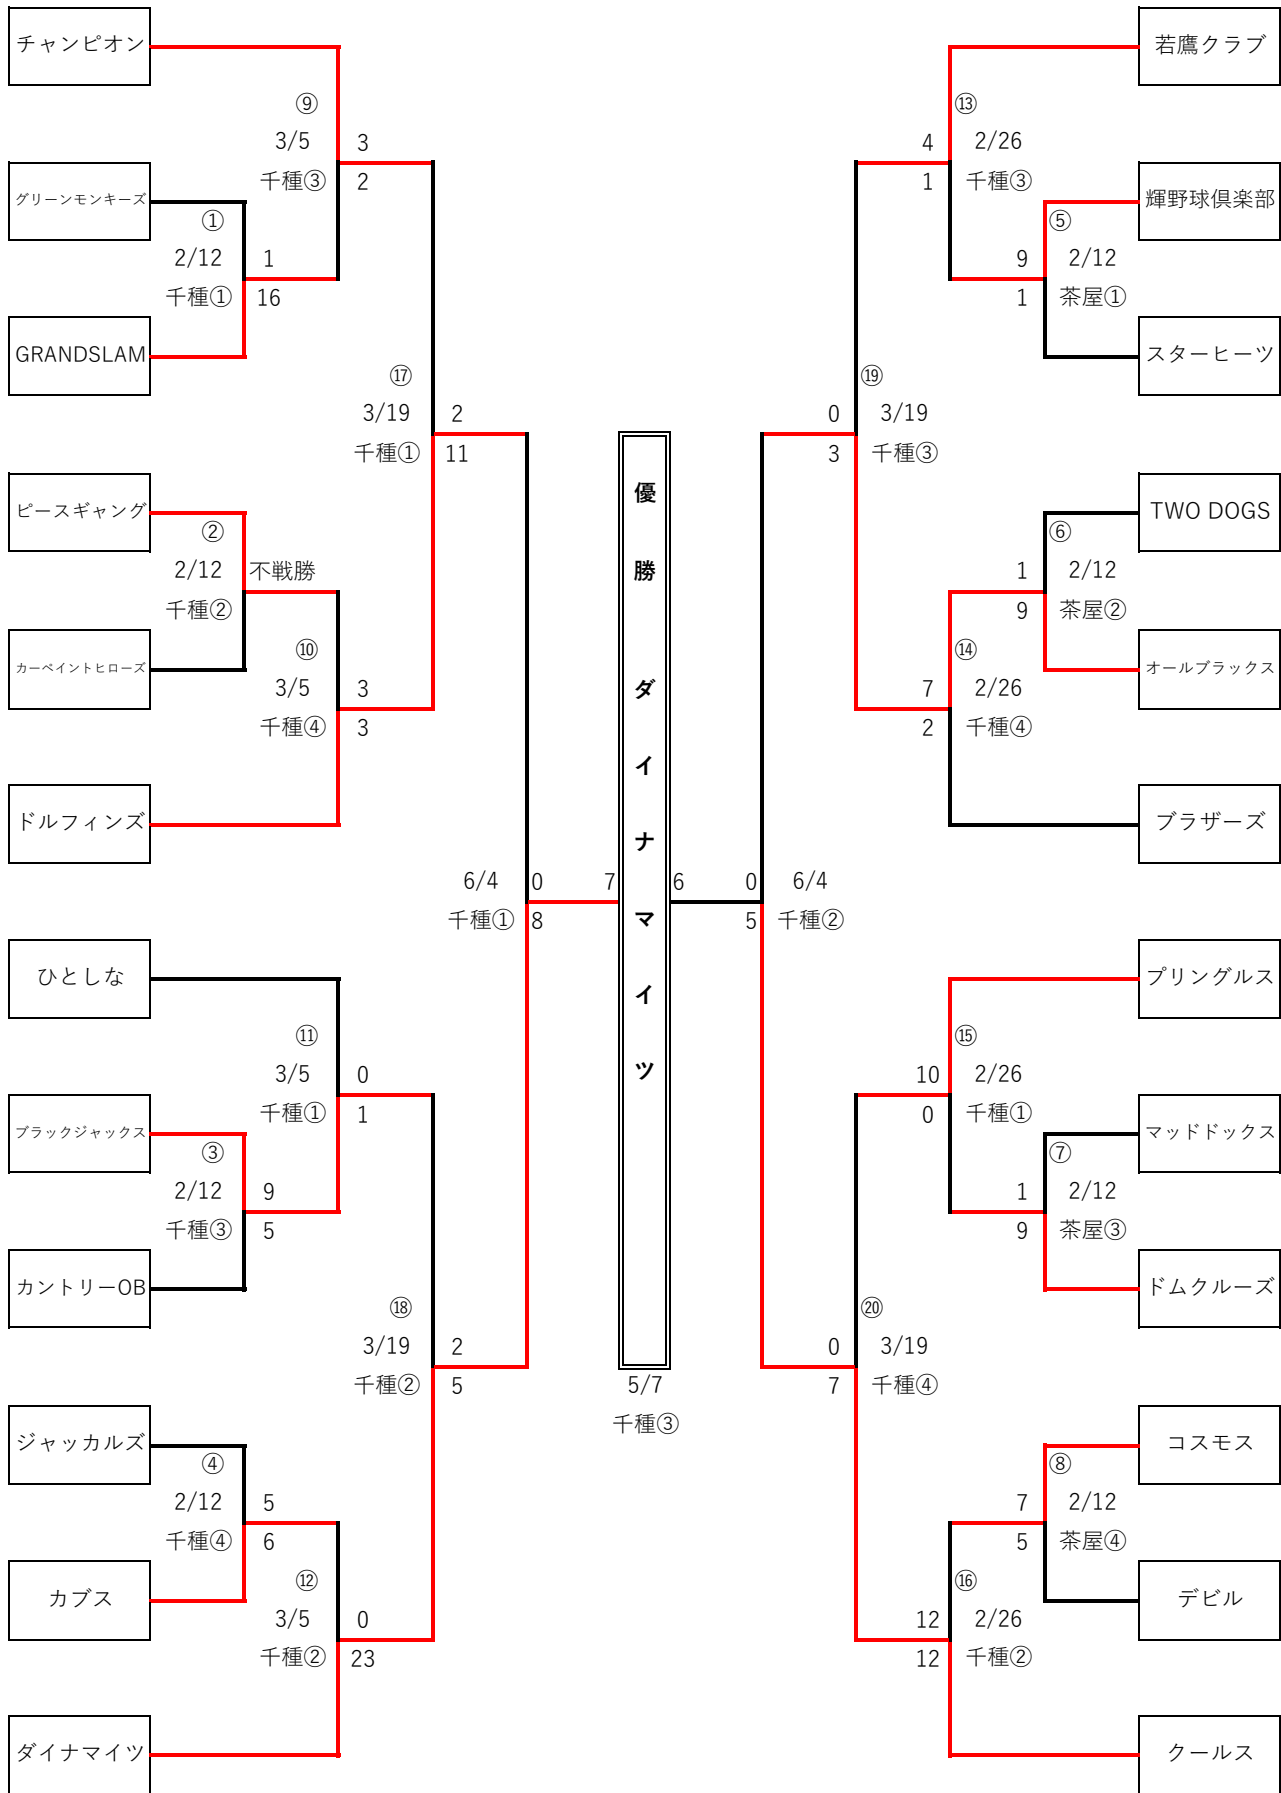 チャンピオン
⑨
3/5
千種③
3
2
グリーンモンキーズ
①
2/12
千種①
1
16
GRANDSLAM
⑰
3/19
千種①
2
11
ピースギャング
②
2/12
千種②
不戦勝
カーペイントヒローズ
⑩
3/5
千種④
3
3
ドルフィンズ
6/4
千種①
0
8
7
ひとしな
⑪
3/5
千種①
0
1
ブラックジャックス
③
2/12
千種③
9
5
カントリーOB
⑱
3/19
千種②
2
5
ジャッカルズ
④
2/12
千種④
5
6
カブス
⑫
3/5
千種②
0
23
ダイナマイツ
優勝 ダイナマイツ
5/7
千種③
若鷹クラブ
⑬
4
2/26
1
千種③
輝野球倶楽部
⑤
9
2/12
1
茶屋①
スターヒーツ
⑲
0
3/19
3
千種③
TWO DOGS
⑥
1
2/12
9
茶屋②
オールブラックス
⑭
7
2/26
2
千種④
ブラザーズ
6
0
6/4
5
千種②
プリングルス
⑮
10
2/26
0
千種①
マッドドックス
⑦
1
2/12
9
茶屋③
ドムクルーズ
⑳
0
3/19
7
千種④
コスモス
⑧
7
2/12
5
茶屋④
デビル
⑯
12
2/26
12
千種②
クールス